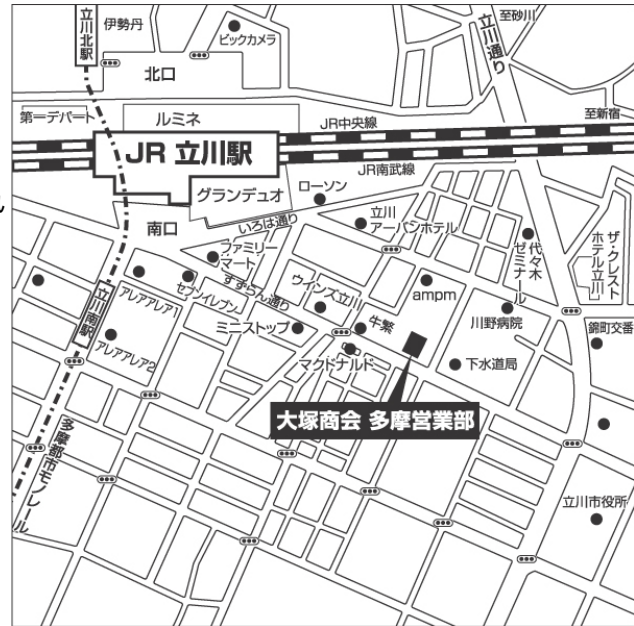 立川北駅
伊勢丹
ビックカメラ
立川通り
至砂川
北口
第一デパート
ルミネ
JR中央線
至新宿
JR 立川駅
JR南武線
グランデュオ
ローソン
南口
いろは通り
立川
アーバンホテル
代々木
ゼミナール
ザ・クレスト
ホテル立川
ファミリー
マート
セブンイレブン
すずらん通り
ウインズ立川
ampm
立川南駅
アレアアレア1
ミニストップ
牛繁
川野病院
錦町交番
アレアアレア2
マクドナルド
下水道局
大塚商会 多摩営業部
多摩都市モノレール
立川市役所